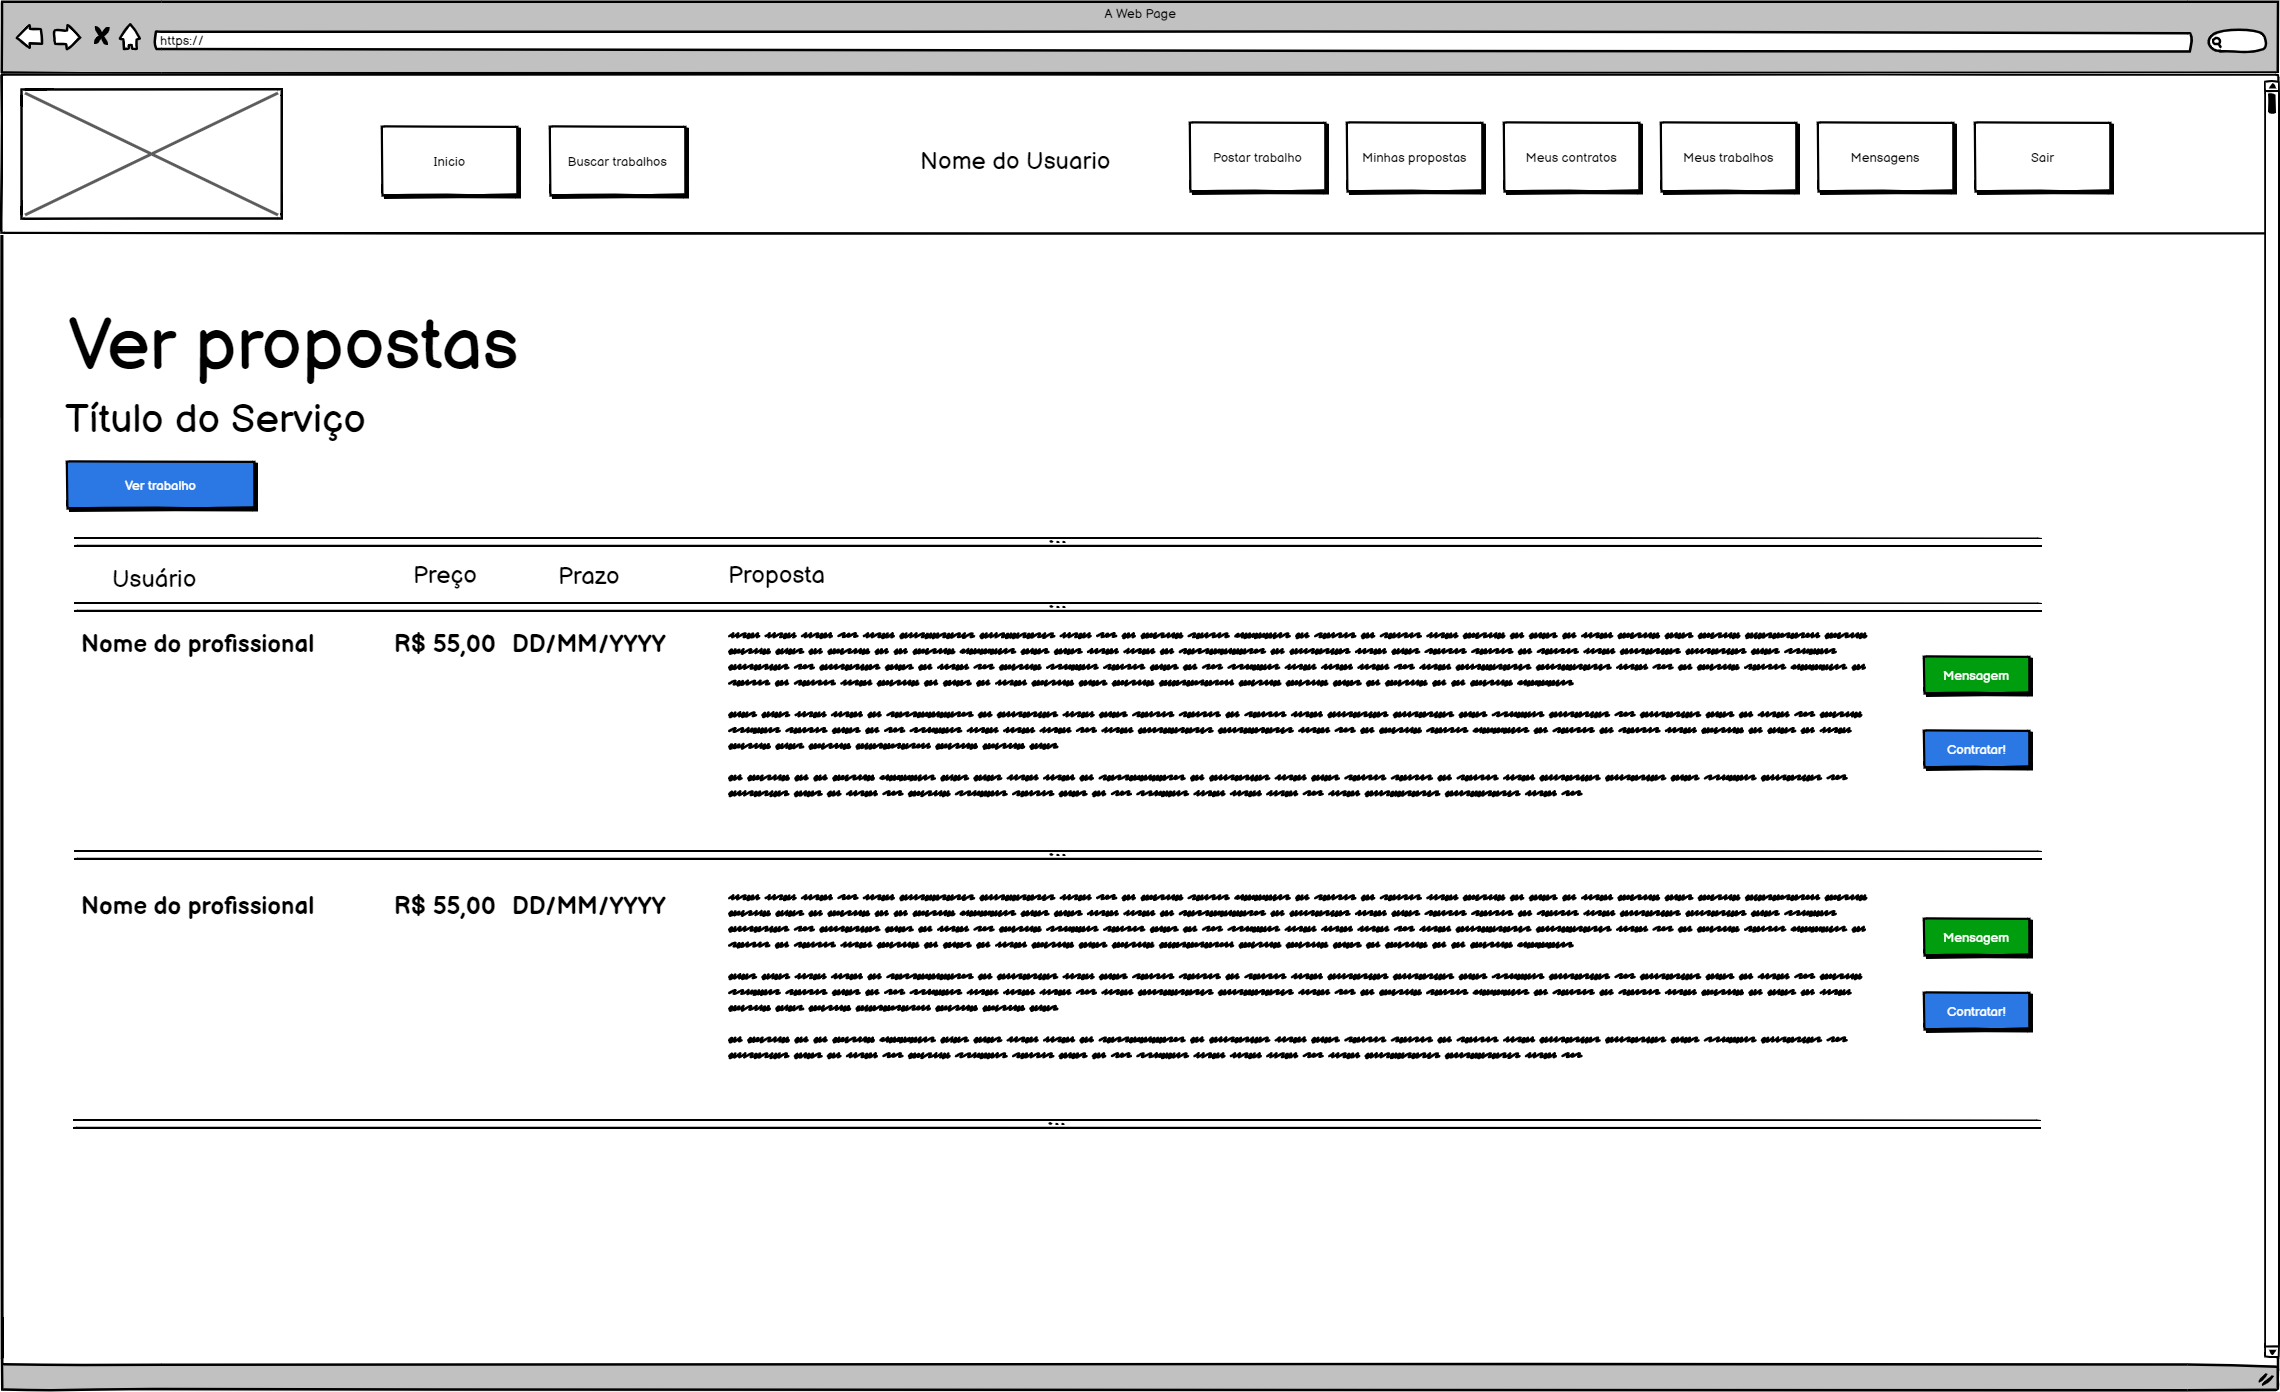 A Web Page
https://
Inicio
Buscar trabalhos
Nome do Usuario
Postar trabalho
Minhas propostas
Meus contratos
Meus trabalhos
Mensagens
Sair
Ver propostas
Título do Serviço
Ver trabalho
Usuário Preço Prazo Proposta
Nome do profissional R$ 55,00 DD/MM/YYYY
Mensagem
Contratar!
Nome do profissional R$ 55,00 DD/MM/YYYY
Mensagem
Contratar!